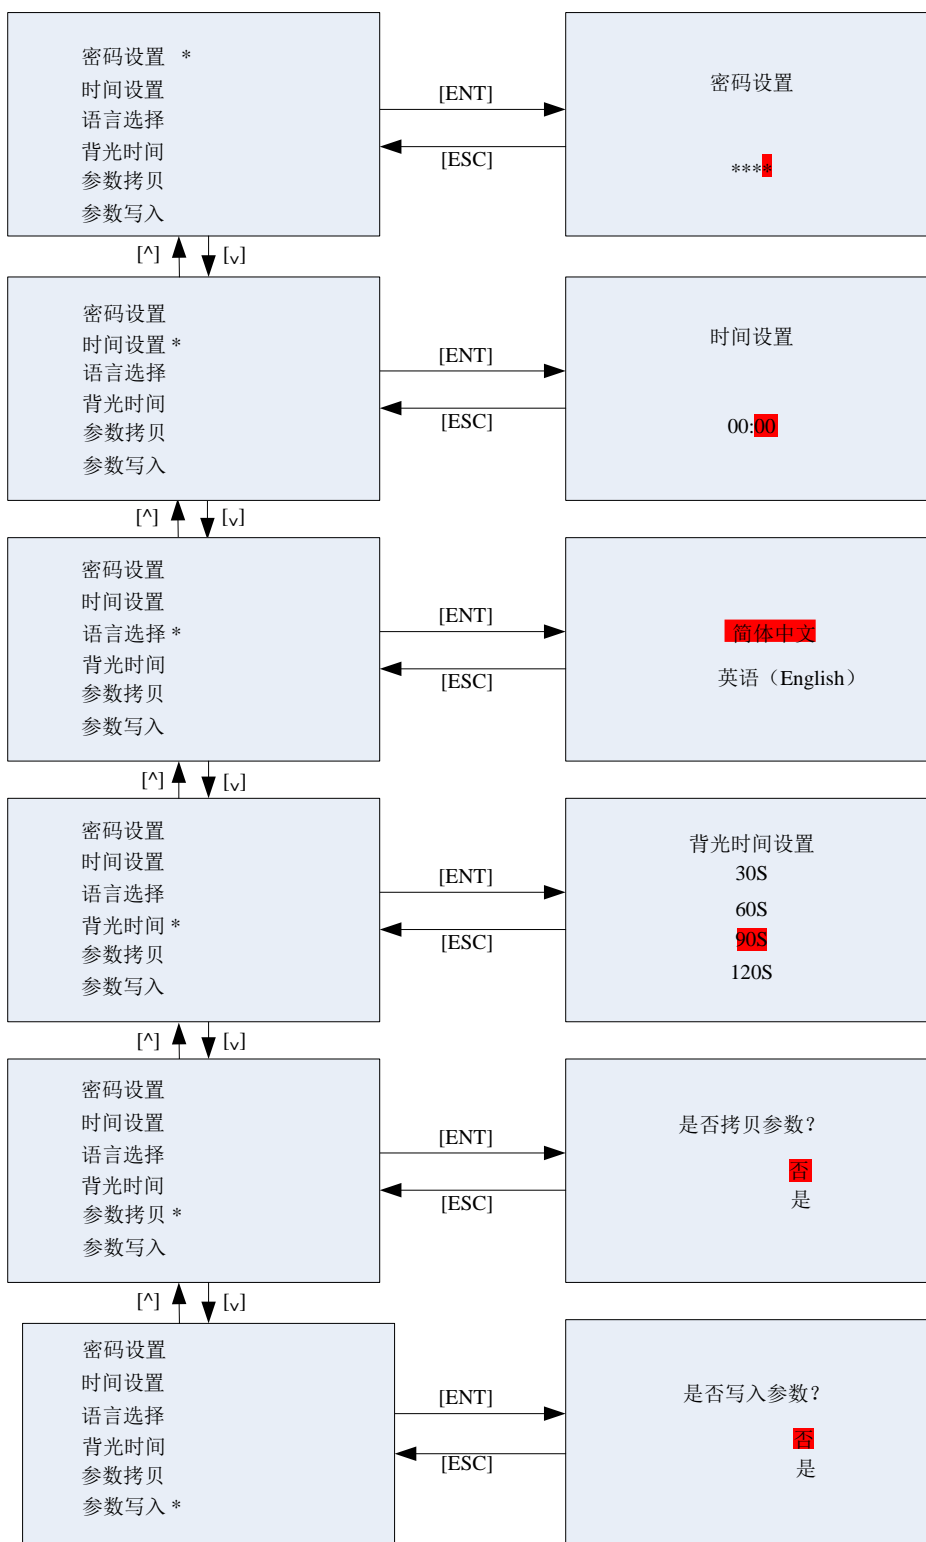 密码设置 *
时间设置
语言选择
背光时间
参数拷贝
参数写入
[ENT]
[ESC]
密码设置
****
[^]
[v]
密码设置
时间设置 *
语言选择
背光时间
参数拷贝
参数写入
[ENT]
[ESC]
时间设置
00:00
[^]
[v]
密码设置
时间设置
语言选择 *
背光时间
参数拷贝
参数写入
[ENT]
[ESC]
简体中文
英语（English）
[^]
[v]
密码设置
时间设置
语言选择
背光时间 *
参数拷贝
参数写入
[ENT]
[ESC]
背光时间设置
30S
60S
90S
120S
[^]
[v]
密码设置
时间设置
语言选择
背光时间
参数拷贝 *
参数写入
[ENT]
[ESC]
是否拷贝参数？
否
是
[^]
[v]
密码设置
时间设置
语言选择
背光时间
参数拷贝
参数写入 *
[ENT]
[ESC]
是否写入参数？
否
是